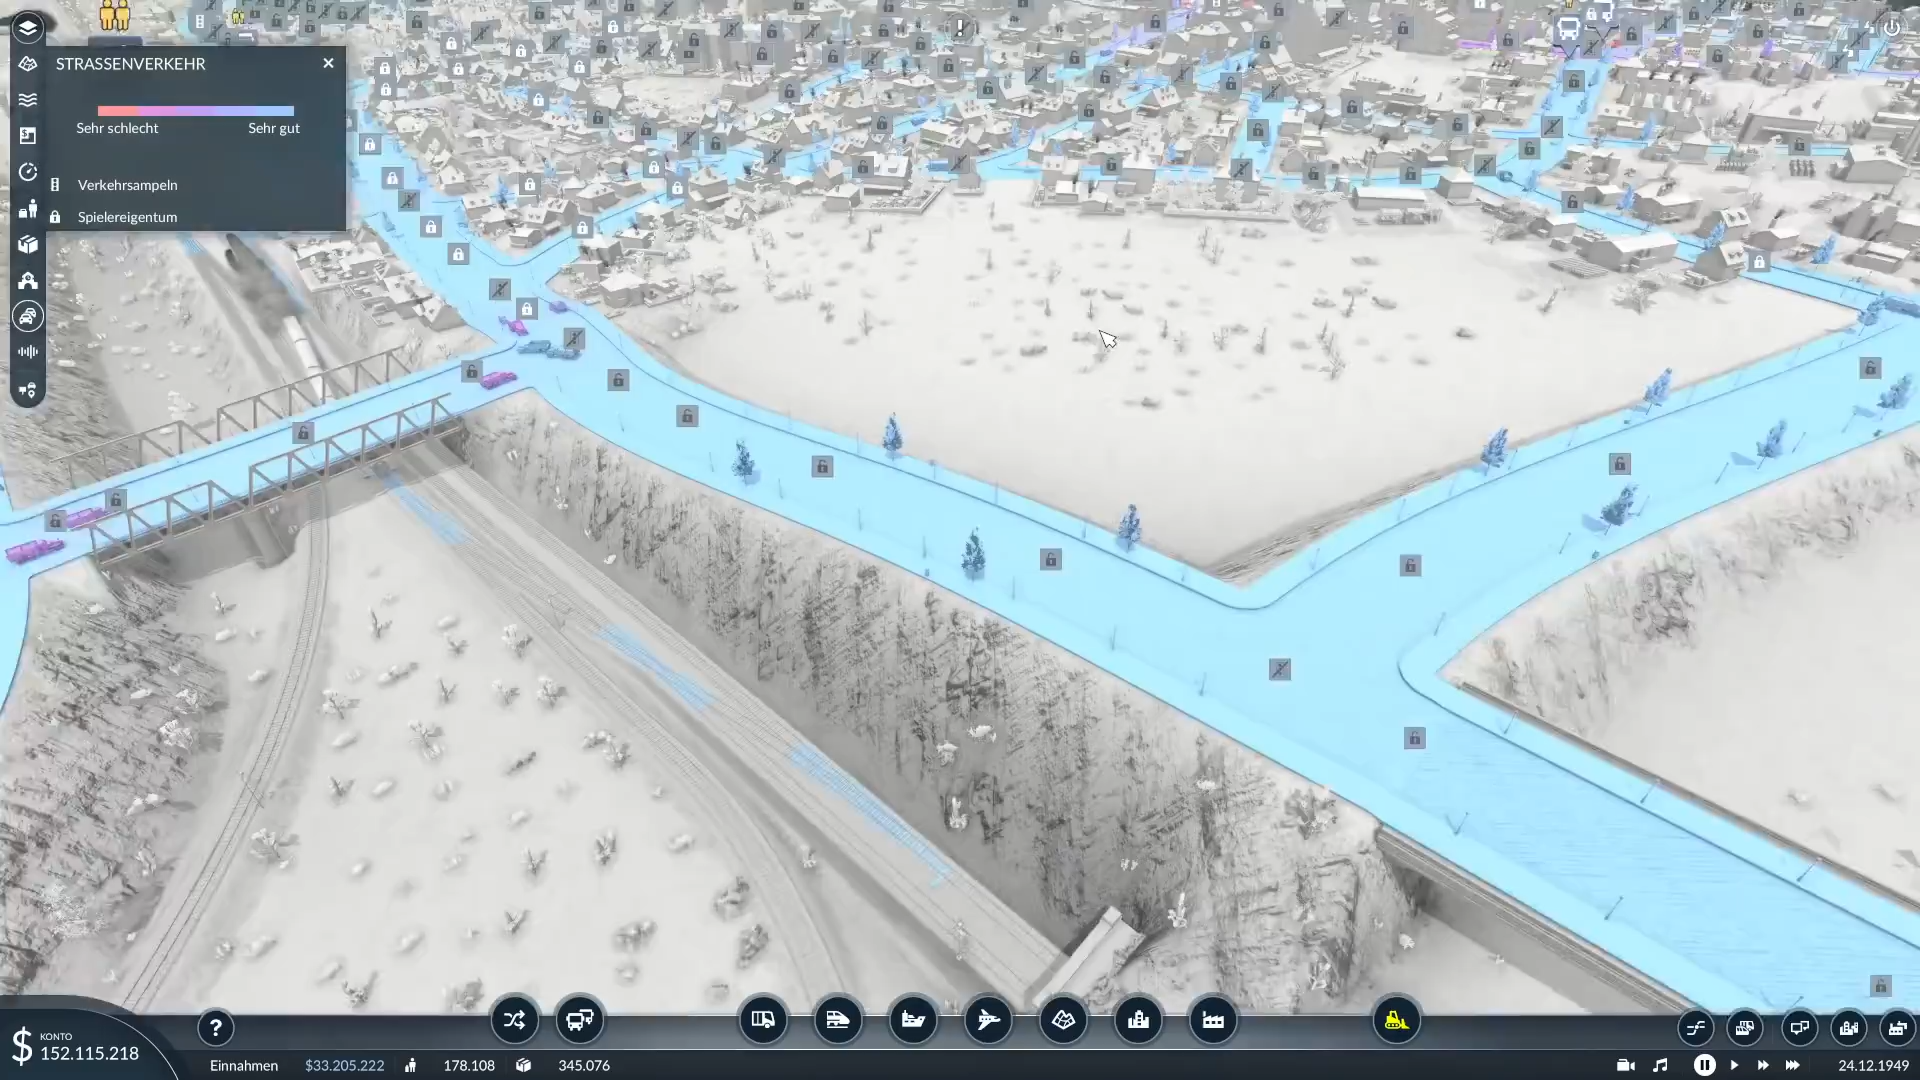 STRASSENVERKEHR
Sehr schlecht Sehr gut
Verkehrsampeln
Spielereigentum
KONTO
$ 152.115.218
Einnahmen $33.205.222 178.108 345.076
24.12.1949